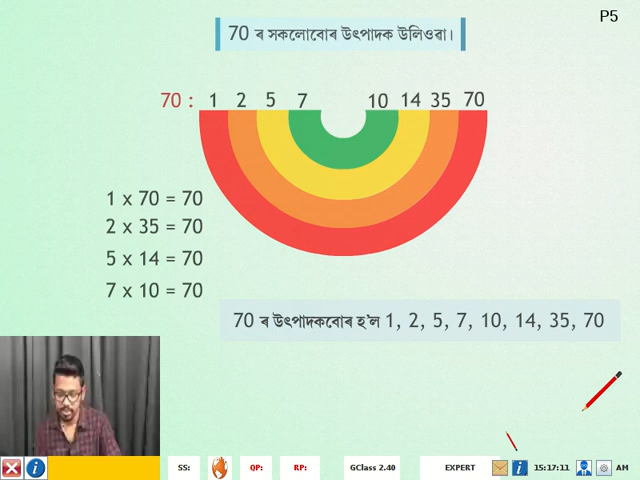 P5
70 ৰ সকলোবোৰ উৎপাদক উলিওৱা।
70 : 1 2 5 7 10 14 35 70
1 x 70 = 70
2 x 35 = 70
5 x 14 = 70
7 x 10 = 70
70 ৰ উৎপাদকবোৰ হ'ল 1, 2, 5, 7, 10, 14, 35, 70
SS: QP: RP: GClass 2.40 EXPERT 15:17:11 AM